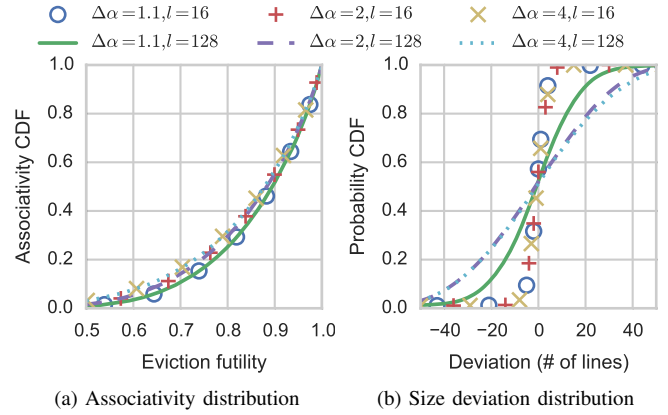 Δα=1.1,l=16 Δα=2,l=16 Δα=4,l=16
Δα=1.1,l=128 Δα=2,l=128 Δα=4,l=128
Associativity CDF
1.0
0.8
0.6
0.4
0.2
0.0
0.5 0.6 0.7 0.8 0.9 1.0
Eviction futility
(a) Associativity distribution
Probability CDF
1.0
0.8
0.6
0.4
0.2
0.0
−40 −20 0 20 40
Deviation (# of lines)
(b) Size deviation distribution